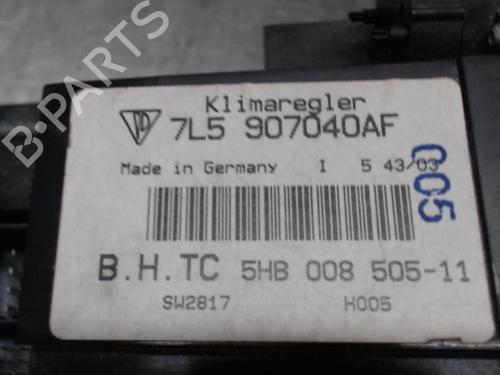 Klimaregler
7L5 907040AF
Made in Germany I 5 43/03
005
B.H.TC 5HB 008 505-11
SW2817 H005
B-PARTS